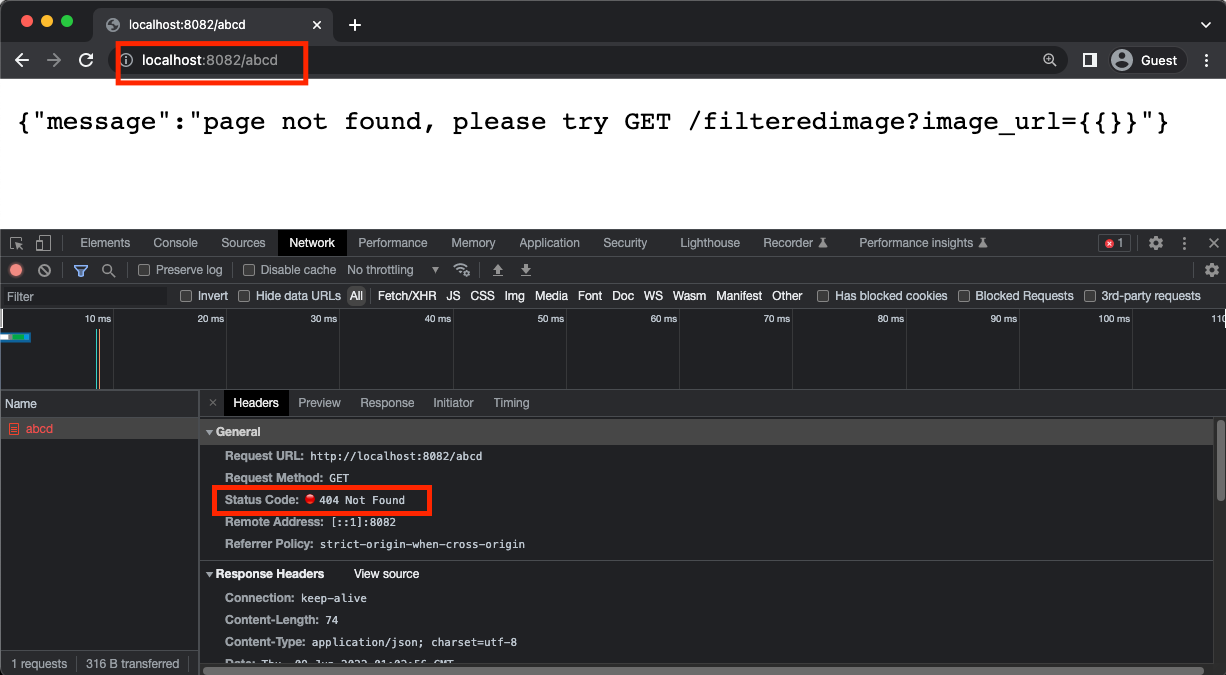 localhost:8082/abcd
localhost:8082/abcd
Guest
{"message":"page not found, please try GET /filteredimage?image_url={{}}"}
Elements Console Sources Network Performance Memory Application Security Lighthouse Recorder Performance insights 1
Preserve log Disable cache No throttling
Filter Invert Hide data URLs All Fetch/XHR JS CSS Img Media Font Doc WS Wasm Manifest Other Has blocked cookies Blocked Requests 3rd-party requests
10 ms 20 ms 30 ms 40 ms 50 ms 60 ms 70 ms 80 ms 90 ms 100 ms
Name
abcd
Headers Preview Response Initiator Timing
General
Request URL: http://localhost:8082/abcd
Request Method: GET
Status Code: 404 Not Found
Remote Address: [::1]:8082
Referrer Policy: strict-origin-when-cross-origin
Response Headers View source
Connection: keep-alive
Content-Length: 74
Content-Type: application/json; charset=utf-8
1 requests 316 B transferred